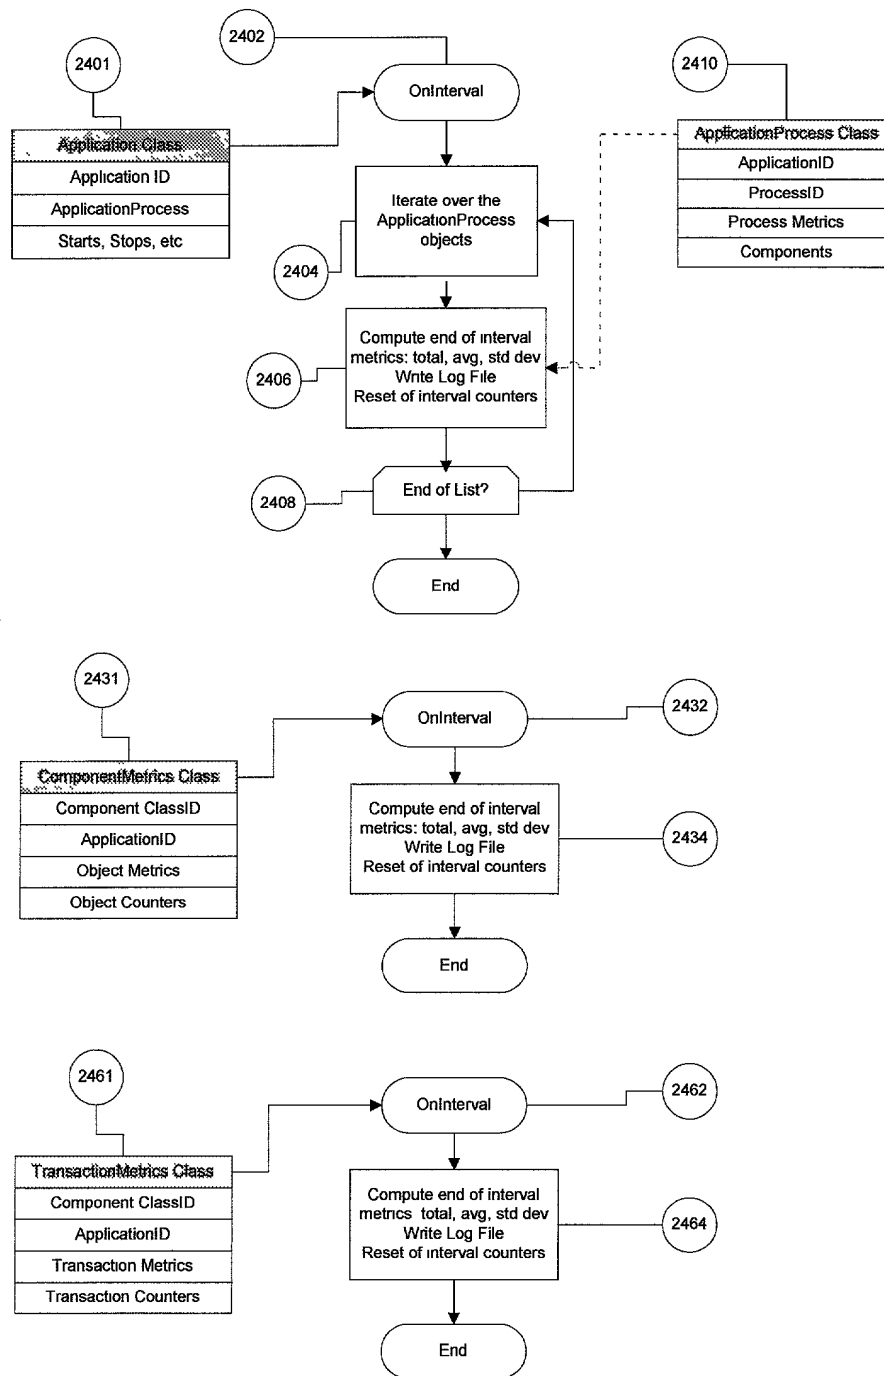 2402
2401
2410
OnInterval
Application Class
Application ID
ApplicationProcess
Starts, Stops, etc
ApplicationProcess Class
ApplicationID
ProcessID
Process Metrics
Components
Iterate over the
ApplicationProcess
objects
2404
Compute end of interval
metrics: total, avg, std dev
Write Log File
Reset of interval counters
2406
End of List?
2408
End
2431
2432
OnInterval
ComponentMetrics Class
Component ClassID
ApplicationID
Object Metrics
Object Counters
Compute end of interval
metrics: total, avg, std dev
Write Log File
Reset of interval counters
2434
End
2461
2462
OnInterval
TransactionMetrics Class
Component ClassID
ApplicationID
Transaction Metrics
Transaction Counters
Compute end of interval
metrics total, avg, std dev
Write Log File
Reset of interval counters
2464
End